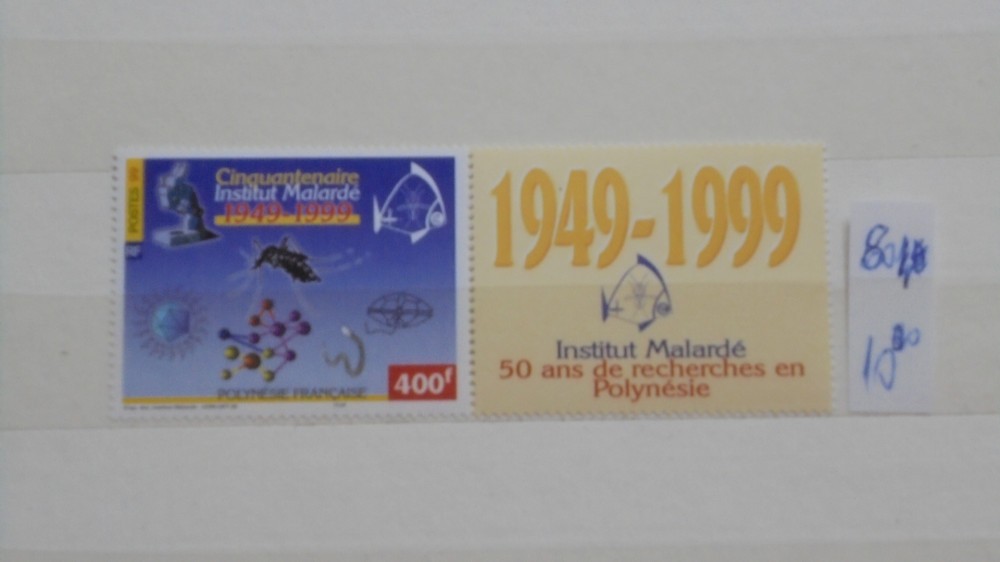 POSTES 99
Cinquantenaire
Institut Malardé
1949-1999
POLYNÉSIE FRANÇAISE
400F
1949-1999
Institut Malardé
50 ans de recherches en
Polynésie